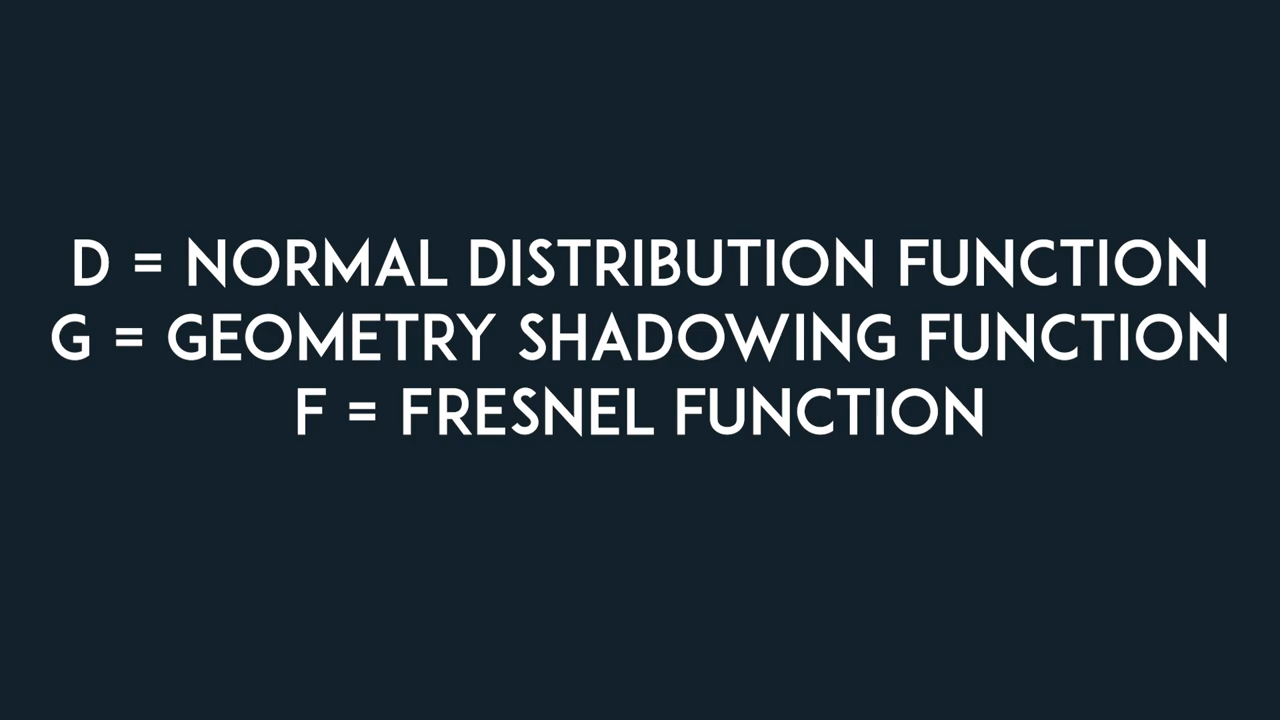 D = NORMAL DISTRIBUTION FUNCTION
G = GEOMETRY SHADOWING FUNCTION
F = FRESNEL FUNCTION